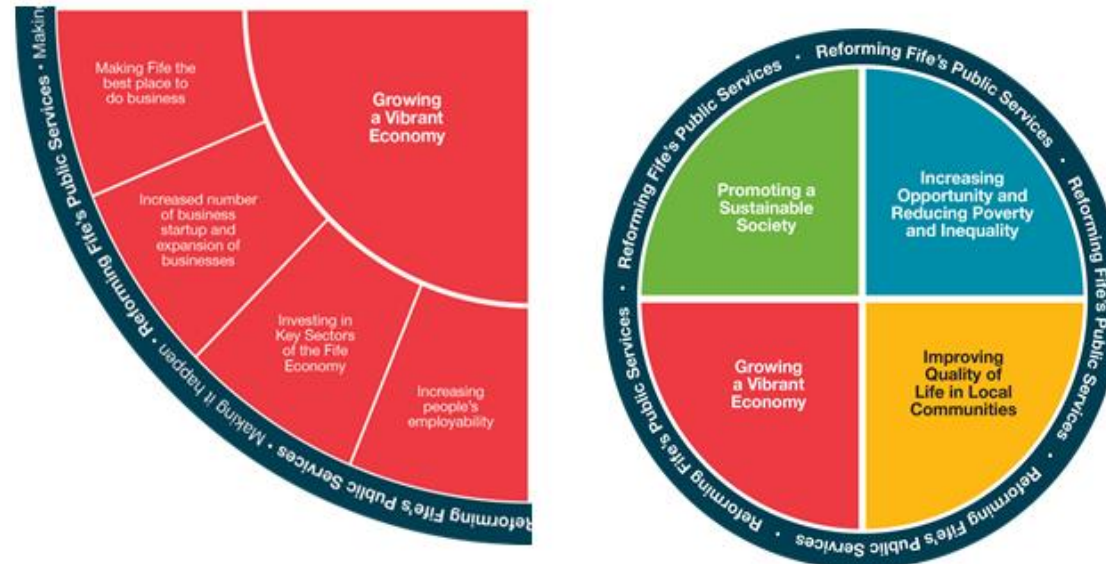 Making Fife the
best place to
do business
Growing
a Vibrant
Economy
Increased number
of business
startup and
expansion of
businesses
Investing in
Key Sectors
of the Fife
Economy
Increasing
people's
employability
Reforming Fife's Public Services • Making it happen • Reforming Fife's Public Services • Making
Reforming Fife's Public Services • Reforming Fife's Public Services • Reforming Fife's Public Services • Reforming Fife's Public Services • Reforming Fife's Public Services •
Promoting a
Sustainable
Society
Increasing
Opportunity and
Reducing Poverty
and Inequality
Growing
a Vibrant
Economy
Improving
Quality of
Life in Local
Communities